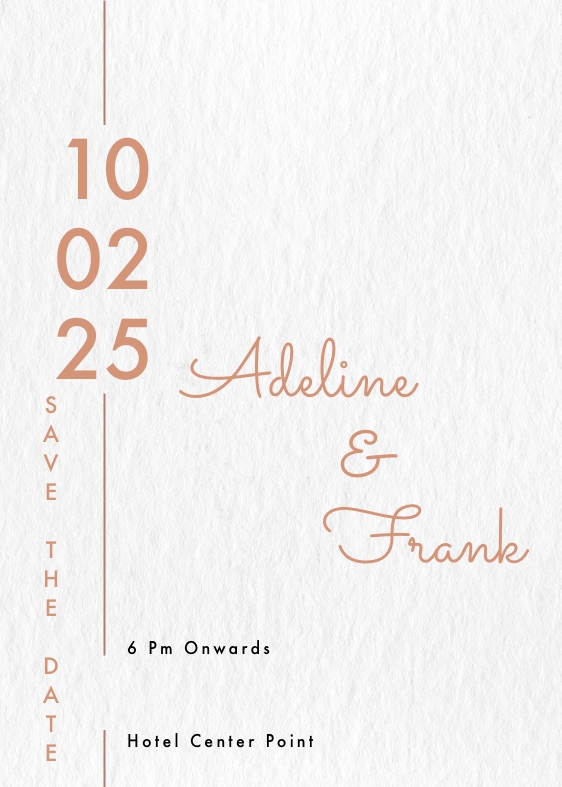 10
02
25
SAVE THE DATE
Adeline
&
Frank
6 Pm Onwards
Hotel Center Point